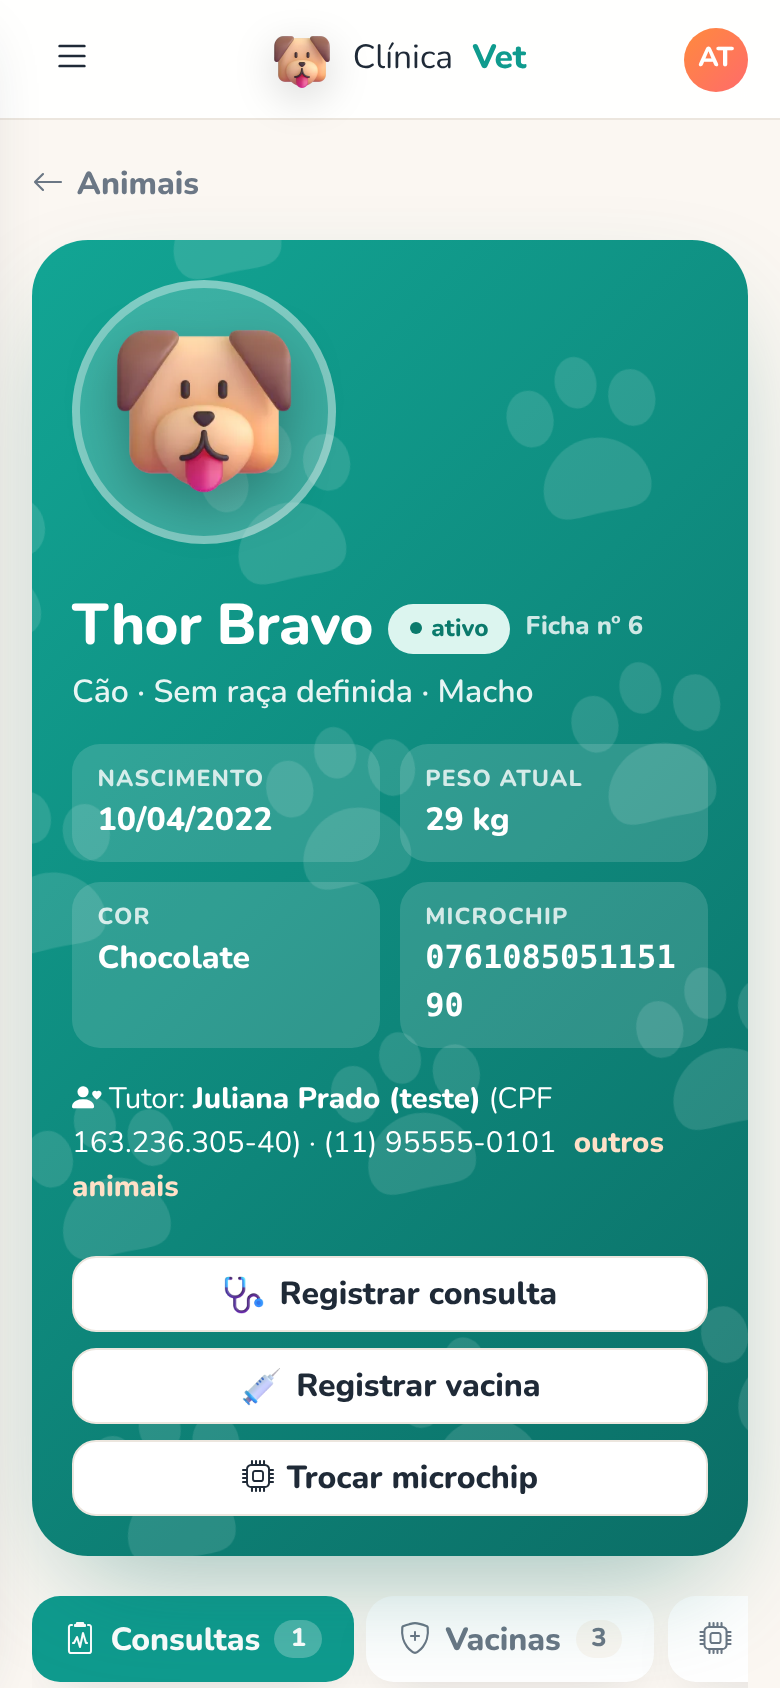 Clínica Vet
AT
← Animais
Thor Bravo ativo Ficha nº 6
Cão · Sem raça definida · Macho
NASCIMENTO
10/04/2022
PESO ATUAL
29 kg
COR
Chocolate
MICROCHIP
0761085051151
90
Tutor: Juliana Prado (teste) (CPF
163.236.305-40) · (11) 95555-0101 outros
animais
Registrar consulta
Registrar vacina
Trocar microchip
Consultas 1
Vacinas 3